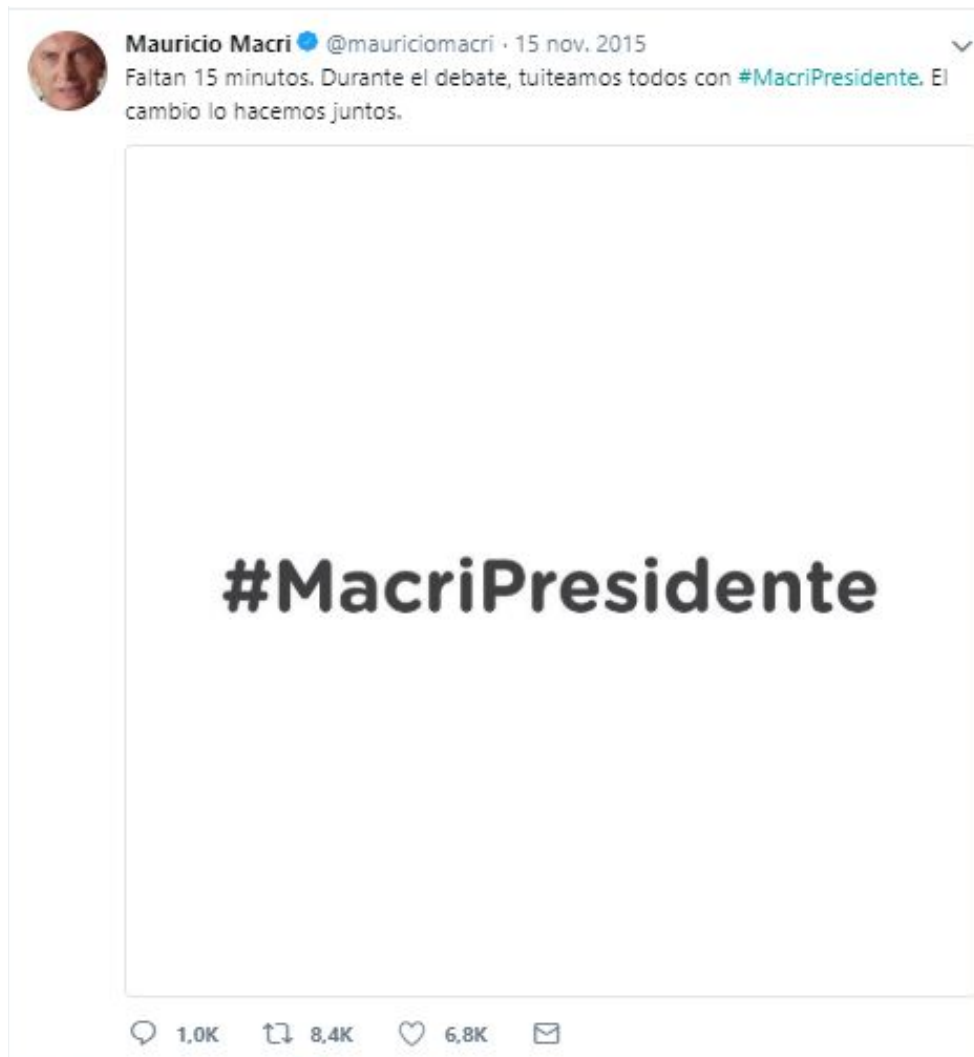 Mauricio Macri @mauriciomacri · 15 nov. 2015
Faltan 15 minutos. Durante el debate, tuiteamos todos con #MacriPresidente. El
cambio lo hacemos juntos.
#MacriPresidente
1,0K 8,4K 6,8K